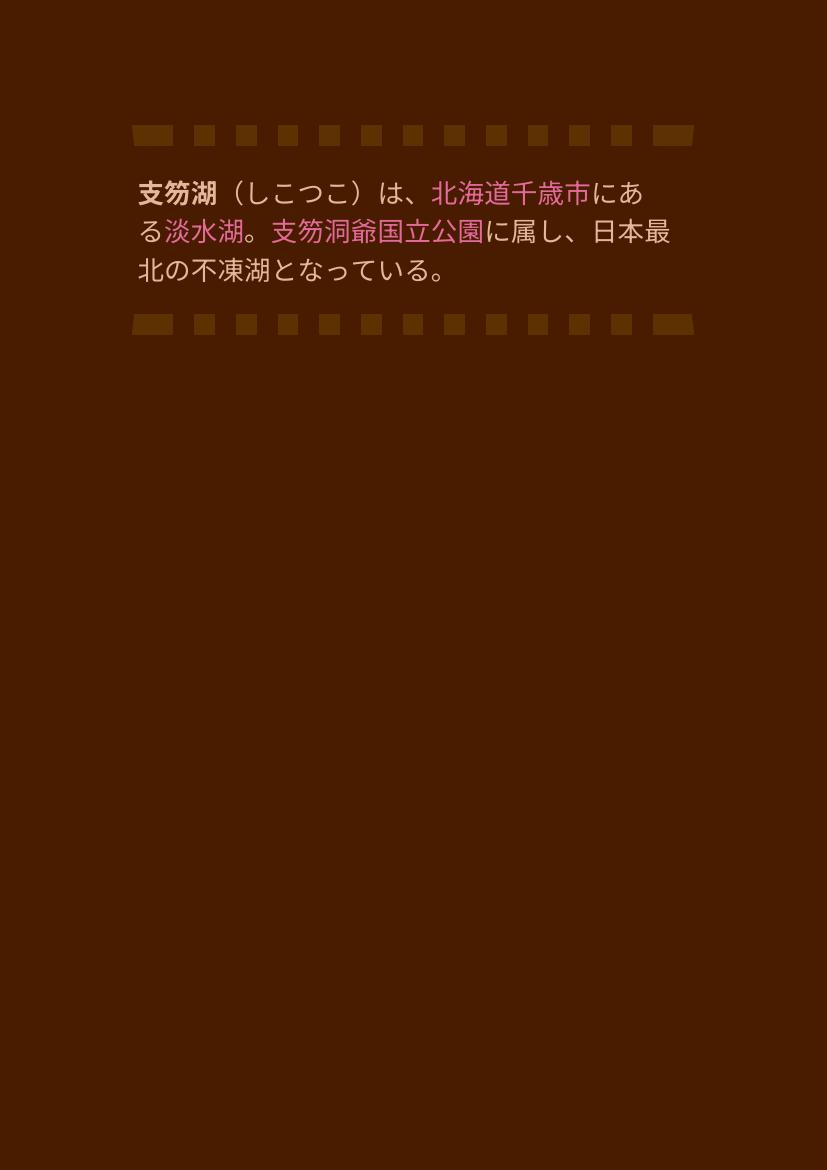 支笏湖（しこつこ）は、北海道千歳市にあ
る淡水湖。支笏洞爺国立公園に属し、日本最
北の不凍湖となっている。